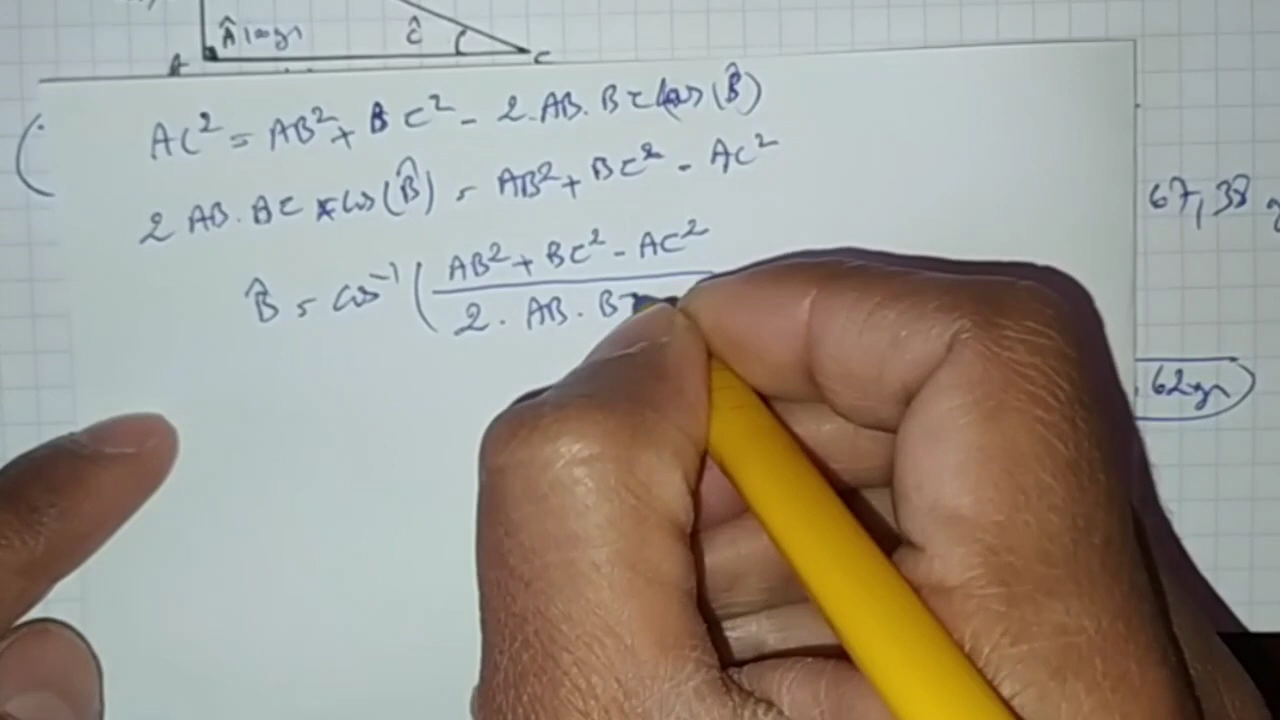 Â 100gr
Ĉ
A
C
AC² = AB² + BC² - 2.AB.BC cos(B̂)
2 AB.BC × cos(B̂) = AB² + BC² - AC²
B̂ = cos⁻¹ ( AB² + BC² - AC²
2. AB. BC
67,38
62gr